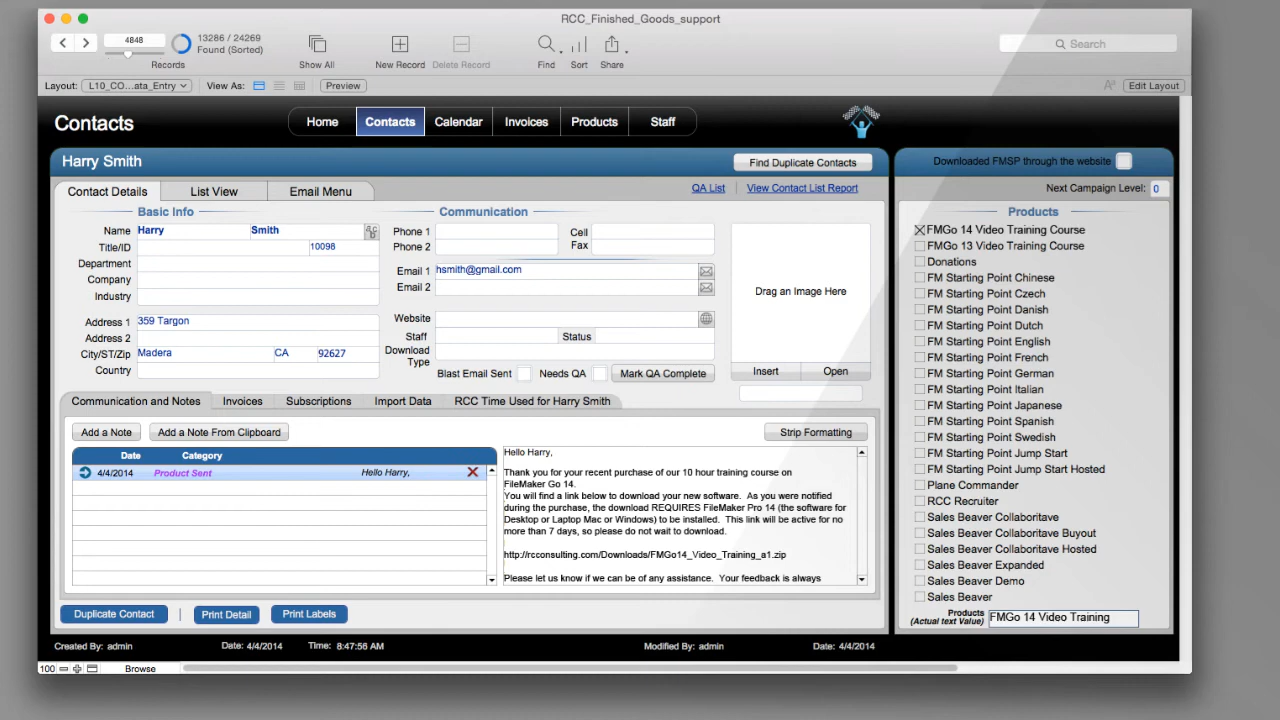 RCC_Finished_Goods_support
4848
13286 / 24269
Found (Sorted)
Records
Show All
New Record
Delete Record
Find
Sort
Share
Search
Layout:
L10_CO...ata_Entry
View As:
Preview
Edit Layout
Contacts
Home
Contacts
Calendar
Invoices
Products
Staff
Harry Smith
Find Duplicate Contacts
Downloaded FMSP through the website
Contact Details
List View
Email Menu
QA List
View Contact List Report
Next Campaign Level: 0
Basic Info
Communication
Products
Name Harry Smith
Title/ID 10098
Department
Company
Industry
Address 1 359 Targon
Address 2
City/ST/Zip Madera CA 92627
Country
Phone 1
Cell
Phone 2
Fax
Email 1 hsmith@gmail.com
Email 2
Website
Staff
Status
Download
Type
Blast Email Sent
Needs QA
Mark QA Complete
Drag an Image Here
Insert
Open
FMGo 14 Video Training Course
FMGo 13 Video Training Course
Donations
FM Starting Point Chinese
FM Starting Point Czech
FM Starting Point Danish
FM Starting Point Dutch
FM Starting Point English
FM Starting Point French
FM Starting Point German
FM Starting Point Italian
FM Starting Point Japanese
FM Starting Point Spanish
FM Starting Point Swedish
FM Starting Point Jump Start
FM Starting Point Jump Start Hosted
Plane Commander
RCC Recruiter
Sales Beaver Collaboritave
Sales Beaver Collaboritave Buyout
Sales Beaver Collaboritave Hosted
Sales Beaver Expanded
Sales Beaver Demo
Sales Beaver
Products
(Actual text Value)
FMGo 14 Video Training
Communication and Notes
Invoices
Subscriptions
Import Data
RCC Time Used for Harry Smith
Add a Note
Add a Note From Clipboard
Strip Formatting
Date
Category
4/4/2014
Product Sent
Hello Harry,
Hello Harry,
Thank you for your recent purchase of our 10 hour training course on
FileMaker Go 14.
You will find a link below to download your new software. As you were notified
during the purchase, the download REQUIRES FileMaker Pro 14 (the software for
Desktop or Laptop Mac or Windows) to be installed. This link will be active for no
more than 7 days, so please do not wait to download.
http://rcconsulting.com/Downloads/FMGo14_Video_Training_a1.zip
Please let us know if we can be of any assistance. Your feedback is always
Duplicate Contact
|
Print Detail
Print Labels
Created By: admin
Date: 4/4/2014
Time: 8:47:56 AM
Modified By: admin
Date: 4/4/2014
100
Browse